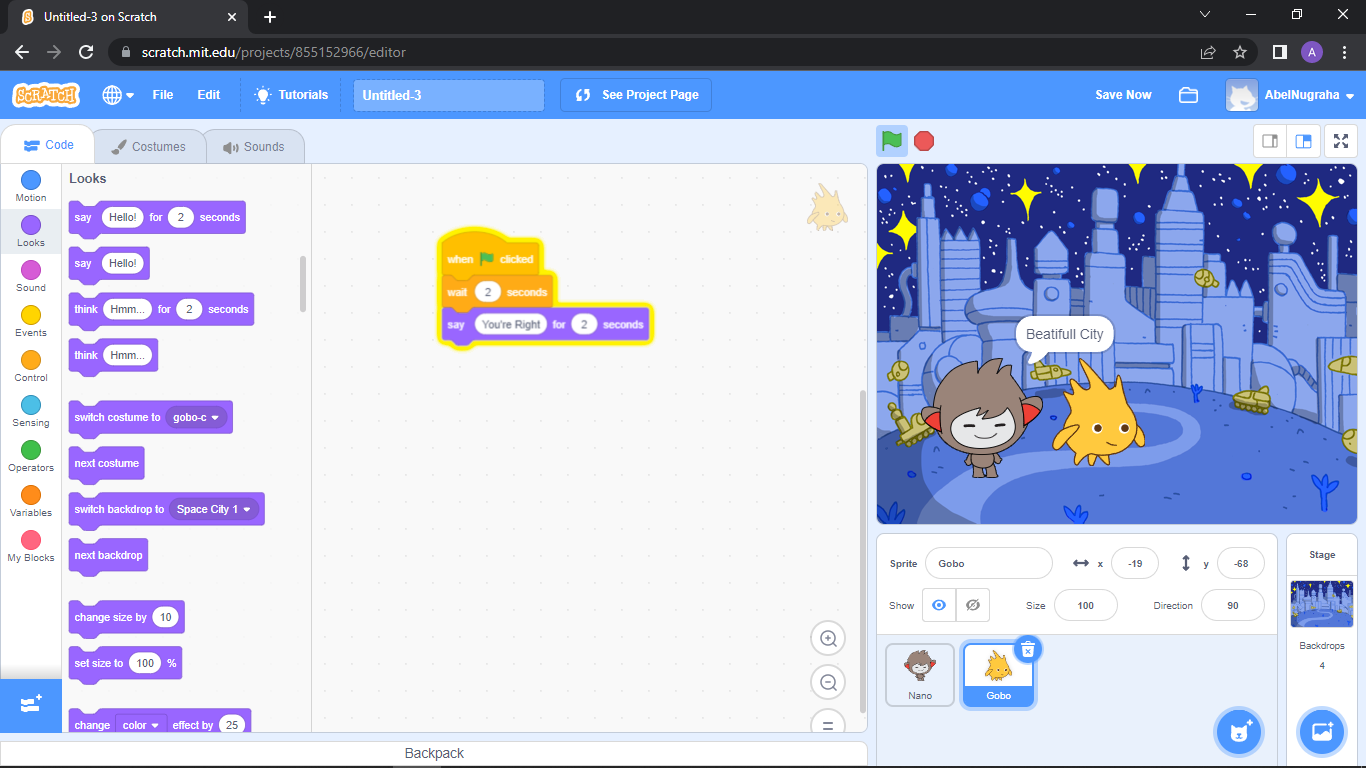 Untitled-3 on Scratch
scratch.mit.edu/projects/855152966/editor
A
SCRATCH
File
Edit
Tutorials
Untitled-3
See Project Page
Save Now
AbelNugraha
Code
Costumes
Sounds
Motion
Looks
Sound
Events
Control
Sensing
Operators
Variables
My Blocks
Looks
say Hello! for 2 seconds
say Hello!
think Hmm... for 2 seconds
think Hmm...
switch costume to gobo-c
next costume
switch backdrop to Space City 1
next backdrop
change size by 10
set size to 100 %
change color effect by 25
when clicked
wait 2 seconds
say You're Right for 2 seconds
Backpack
Beatifull City
Sprite Gobo x -19 y -68
Show Size 100 Direction 90
Nano
Gobo
Stage
Backdrops
4